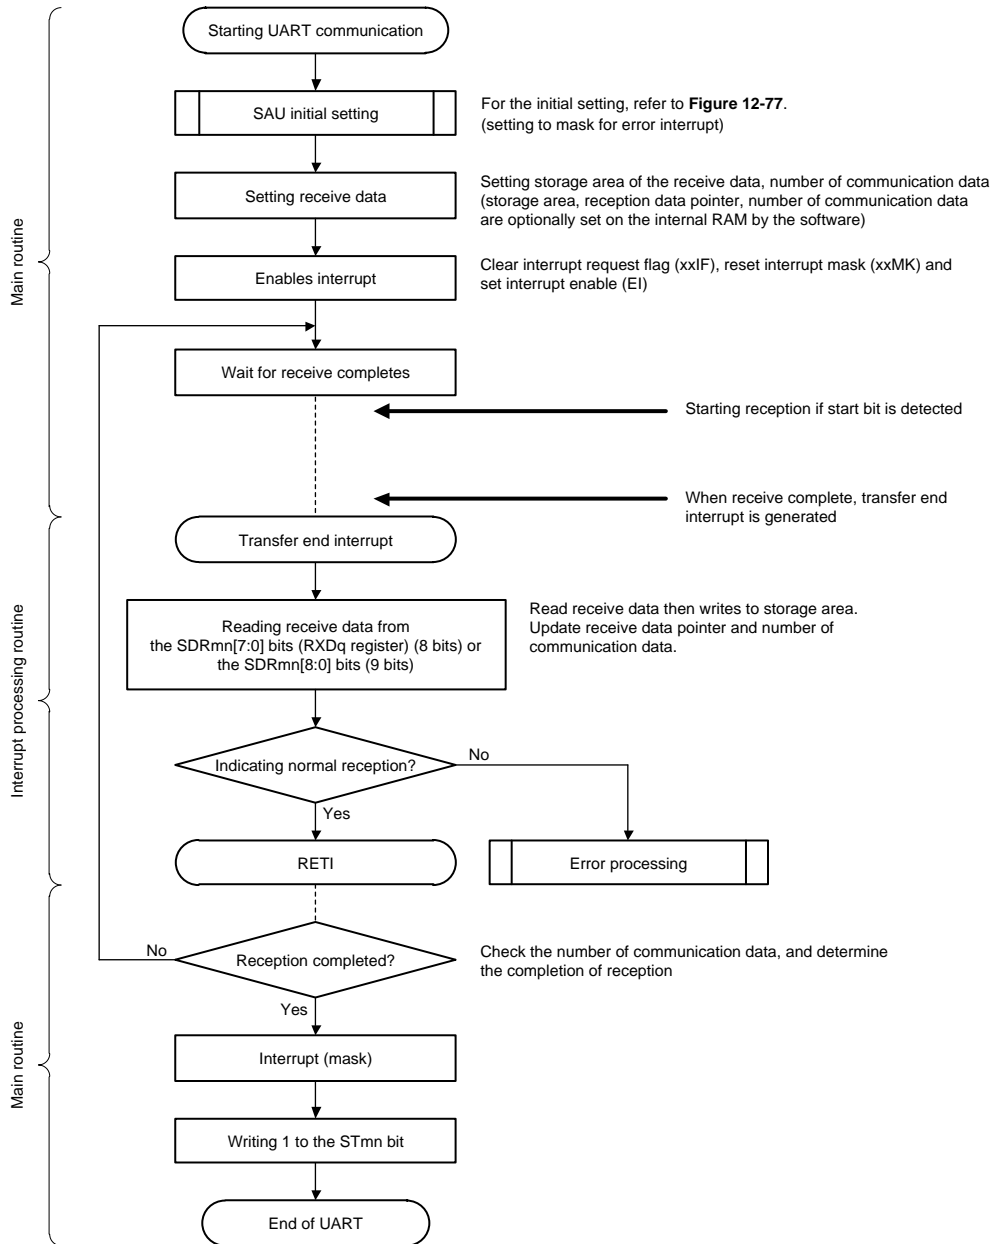 Starting UART communication
SAU initial setting
For the initial setting, refer to Figure 12-77.
(setting to mask for error interrupt)
Setting receive data
Setting storage area of the receive data, number of communication data
(storage area, reception data pointer, number of communication data
are optionally set on the internal RAM by the software)
Main routine
Enables interrupt
Clear interrupt request flag (xxIF), reset interrupt mask (xxMK) and
set interrupt enable (EI)
Wait for receive completes
Starting reception if start bit is detected
When receive complete, transfer end
interrupt is generated
Transfer end interrupt
Interrupt processing routine
Reading receive data from
the SDRmn[7:0] bits (RXDq register) (8 bits) or
the SDRmn[8:0] bits (9 bits)
Read receive data then writes to storage area.
Update receive data pointer and number of
communication data.
Indicating normal reception?
No
Yes
RETI
Error processing
Reception completed?
No
Check the number of communication data, and determine
the completion of reception
Yes
Main routine
Interrupt (mask)
Writing 1 to the STmn bit
End of UART